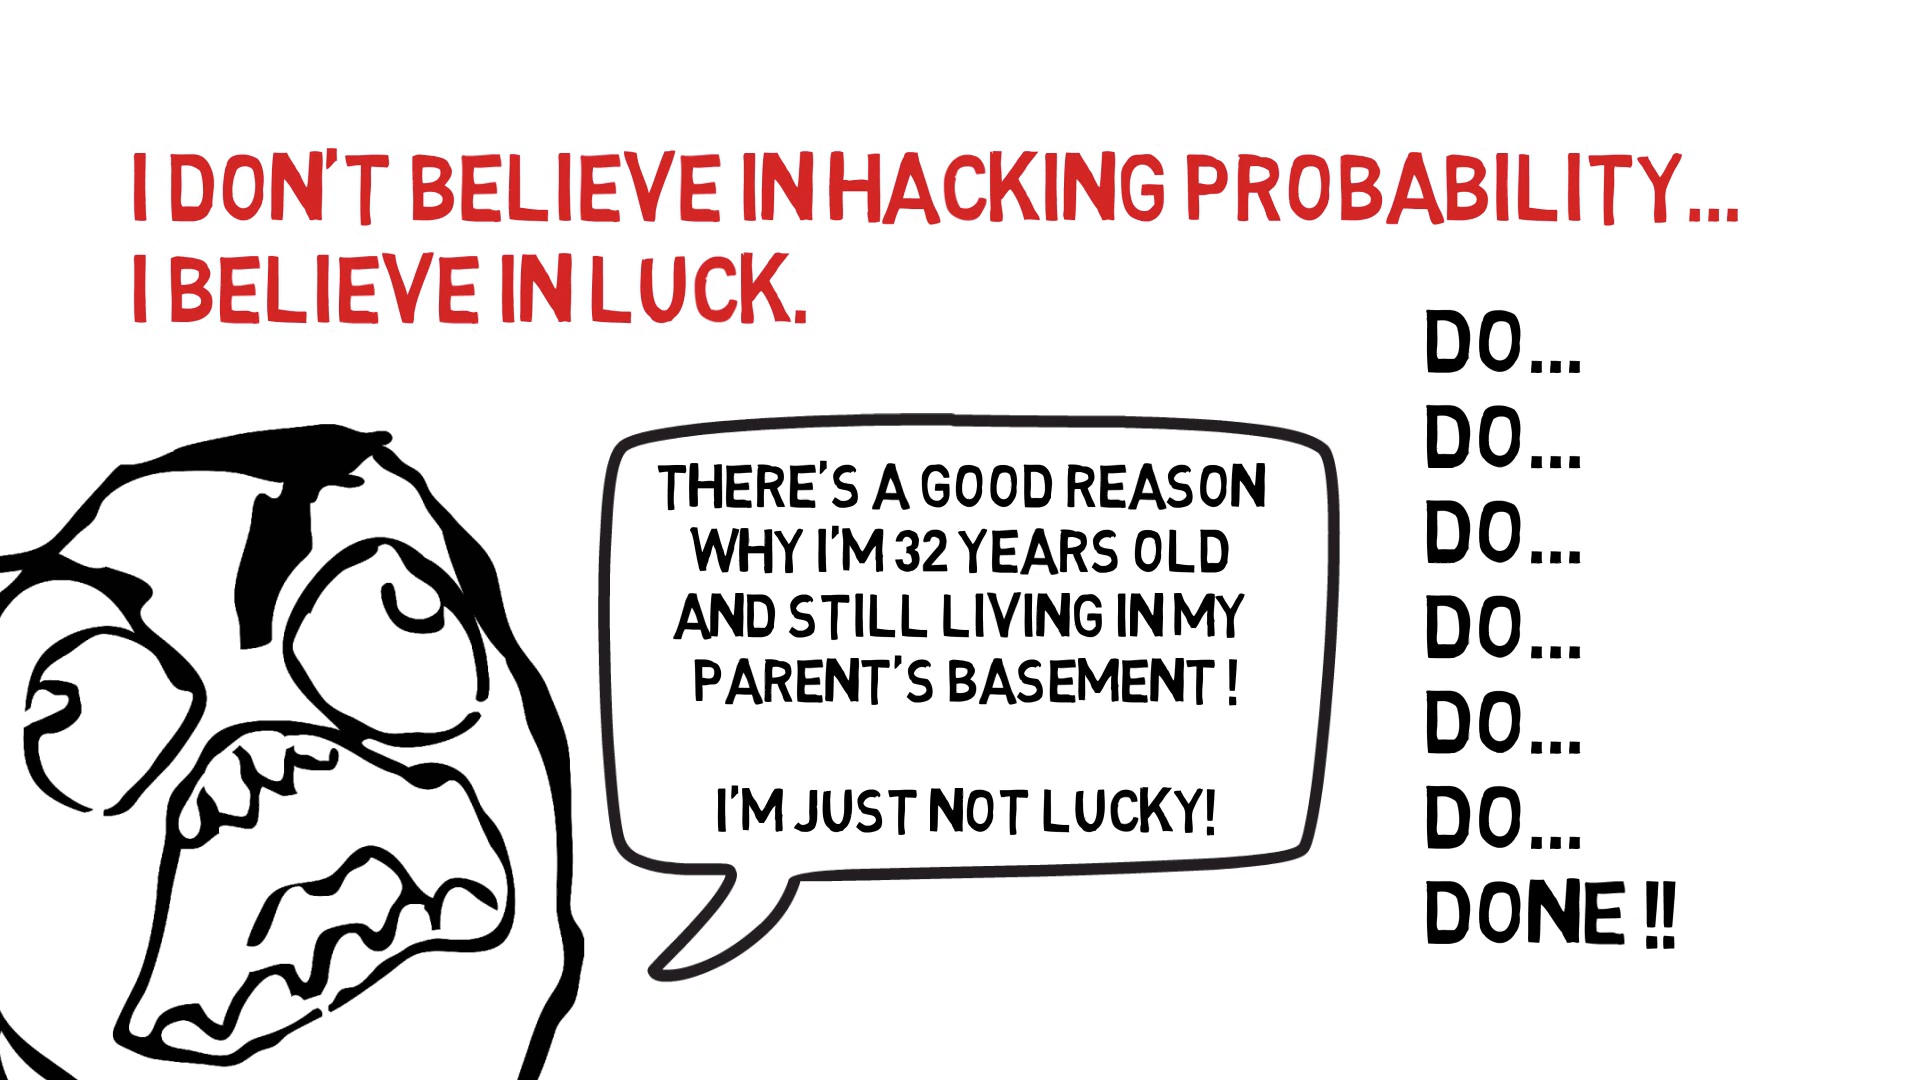 I DON'T BELIEVE IN HACKING PROBABILITY...
I BELIEVE IN LUCK.
THERE'S A GOOD REASON
WHY I'M 32 YEARS OLD
AND STILL LIVING IN MY
PARENT'S BASEMENT !
I'M JUST NOT LUCKY!
DO...
DO...
DO...
DO...
DO...
DO...
DONE !!